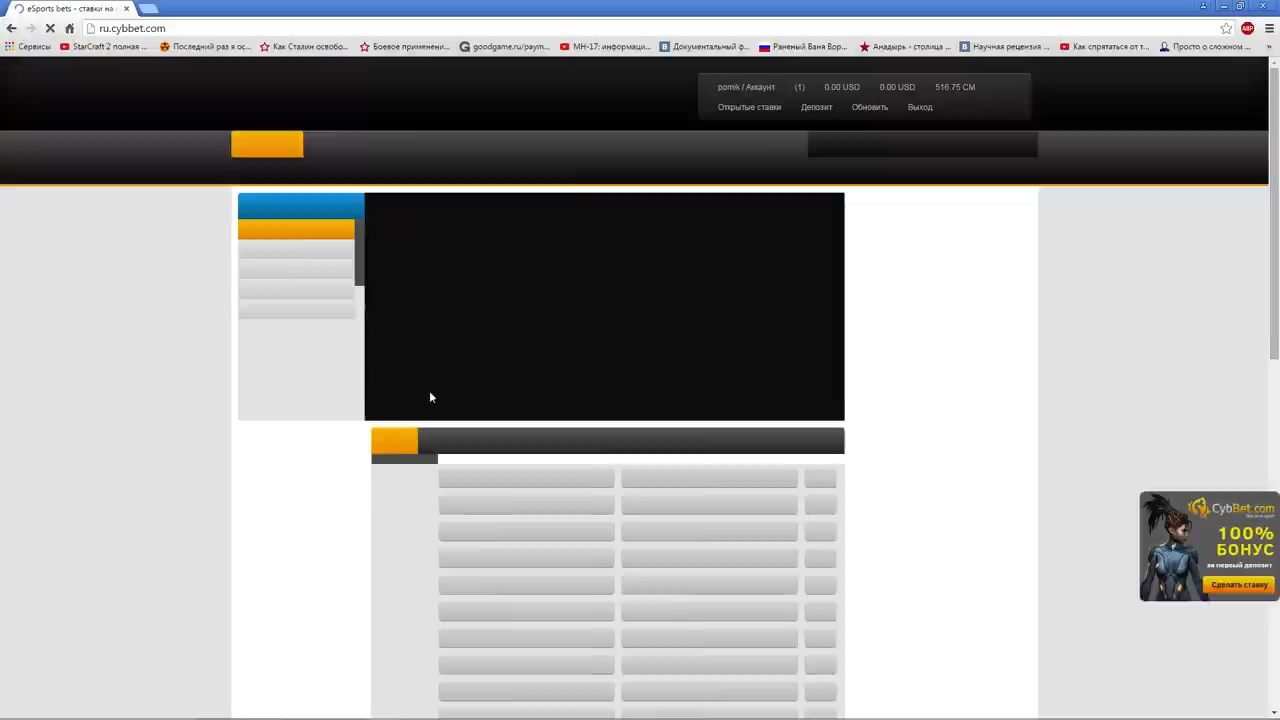 eSports bets - ставки на
ru.cybbet.com
Сервисы
StarCraft 2 полная ...
Последний раз я ос...
Как Сталин освобо...
Боевое применени...
goodgame.ru/paym...
МН-17: информаци...
Документальный ф...
Раненый Ваня Вор...
Анадырь - столица ...
Научная рецензия ...
Как спрятаться от т...
Просто о сложном ...
»
ABP
/ Аккаунт (1) 0.00 USD 0.00 USD 516.75 CM
Открытые ставки Депозит Обновить Выход
CybBet.com
100%
БОНУС
за первый депозит
Сделать ставку